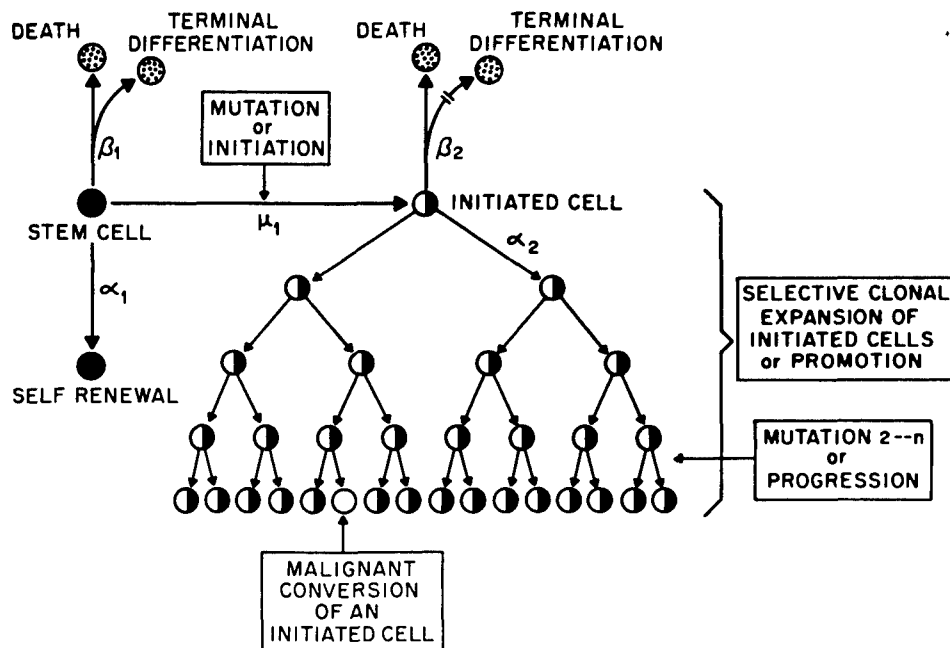 DEATH
TERMINAL
DIFFERENTIATION
DEATH
TERMINAL
DIFFERENTIATION
MUTATION
or
INITIATION
β₁
β₂
STEM CELL
μ₁
INITIATED CELL
α₁
α₂
SELF RENEWAL
SELECTIVE CLONAL
EXPANSION OF
INITIATED CELLS
or PROMOTION
MUTATION 2--n
or
PROGRESSION
MALIGNANT
CONVERSION
OF AN
INITIATED CELL